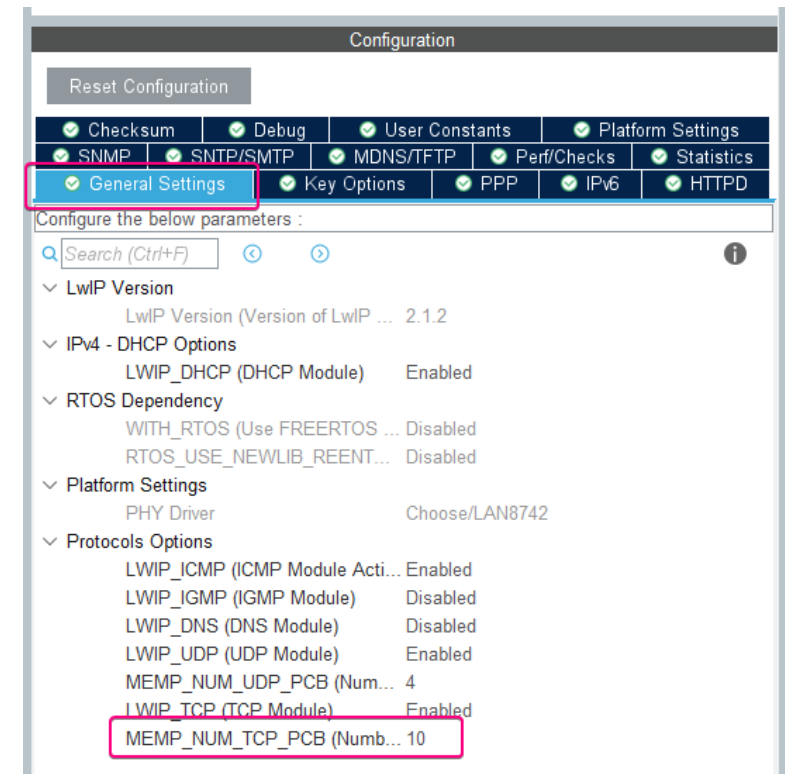 Configuration
Reset Configuration
Checksum Debug User Constants Platform Settings
SNMP SNTP/SMTP MDNS/TFTP Perf/Checks Statistics
General Settings Key Options PPP IPv6 HTTPD
Configure the below parameters :
Search (Ctrl+F)
LwIP Version
LwIP Version (Version of LwIP ... 2.1.2
IPv4 - DHCP Options
LWIP_DHCP (DHCP Module) Enabled
RTOS Dependency
WITH_RTOS (Use FREERTOS ... Disabled
RTOS_USE_NEWLIB_REENT... Disabled
Platform Settings
PHY Driver Choose/LAN8742
Protocols Options
LWIP_ICMP (ICMP Module Acti... Enabled
LWIP_IGMP (IGMP Module) Disabled
LWIP_DNS (DNS Module) Disabled
LWIP_UDP (UDP Module) Enabled
MEMP_NUM_UDP_PCB (Num... 4
LWIP_TCP (TCP Module) Enabled
MEMP_NUM_TCP_PCB (Numb... 10